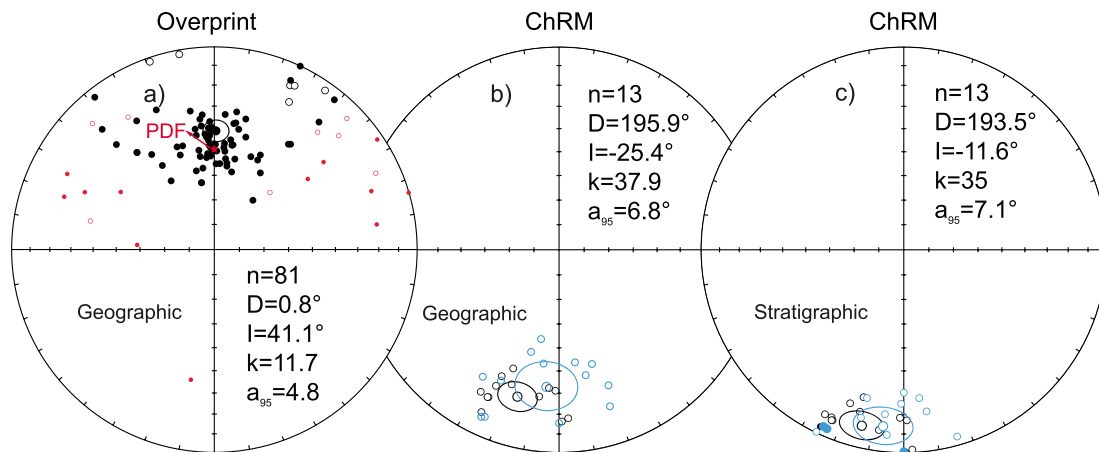 Overprint
a)
PDF
Geographic
n=81
D=0.8°
I=41.1°
k=11.7
a95=4.8
ChRM
b)
n=13
D=195.9°
I=-25.4°
k=37.9
a95=6.8°
Geographic
ChRM
c)
n=13
D=193.5°
I=-11.6°
k=35
a95=7.1°
Stratigraphic